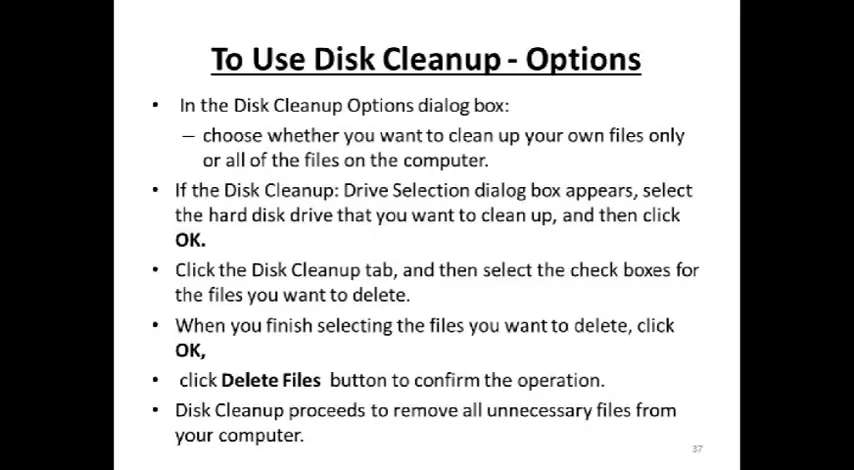 To Use Disk Cleanup - Options
• In the Disk Cleanup Options dialog box:
– choose whether you want to clean up your own files only
or all of the files on the computer.
• If the Disk Cleanup: Drive Selection dialog box appears, select
the hard disk drive that you want to clean up, and then click
OK.
• Click the Disk Cleanup tab, and then select the check boxes for
the files you want to delete.
• When you finish selecting the files you want to delete, click
OK,
• click Delete Files button to confirm the operation.
• Disk Cleanup proceeds to remove all unnecessary files from
your computer.
37